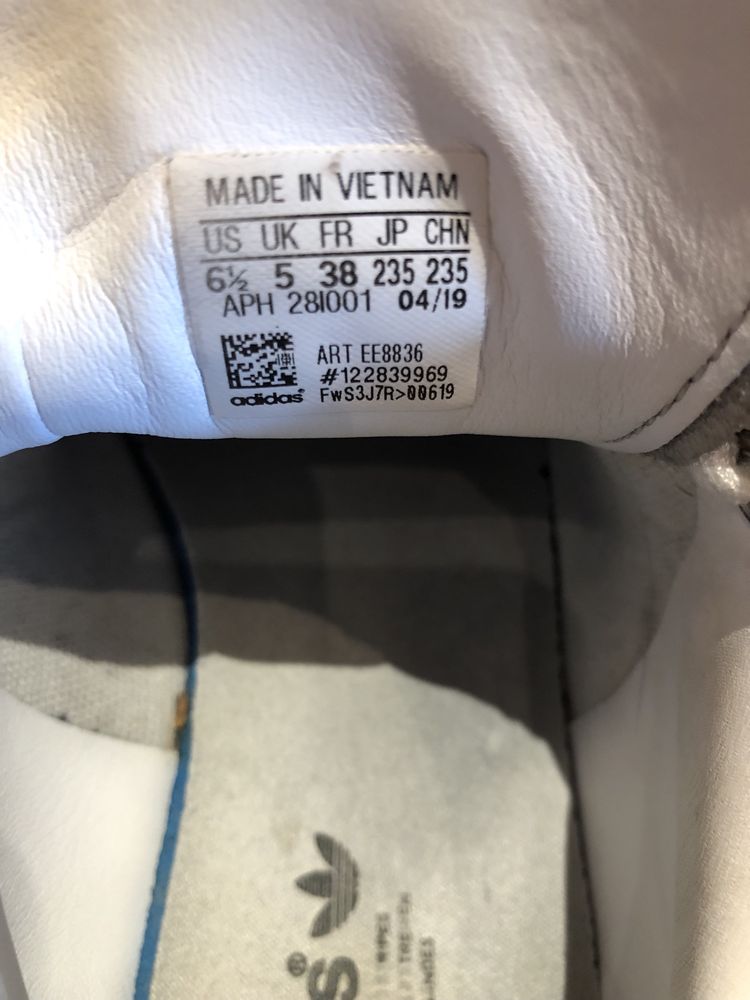 MADE IN VIETNAM
US UK FR JP CHN
6½ 5 38 235 235
APH 28I001 04/19
ART EE8836
#122839969
adidas® FwS3J7R>00619
®
S